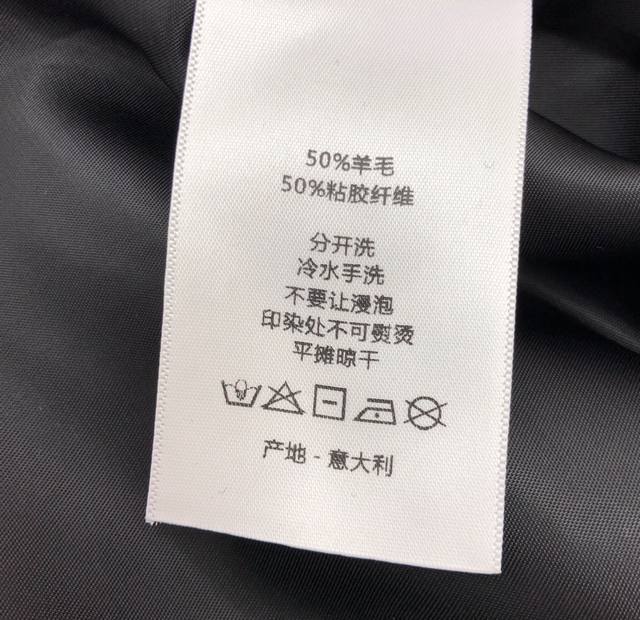 50%羊毛
50%粘胶纤维
分开洗
冷水手洗
不要让漫泡
印染处不可熨烫
平摊晾干
产地 - 意大利